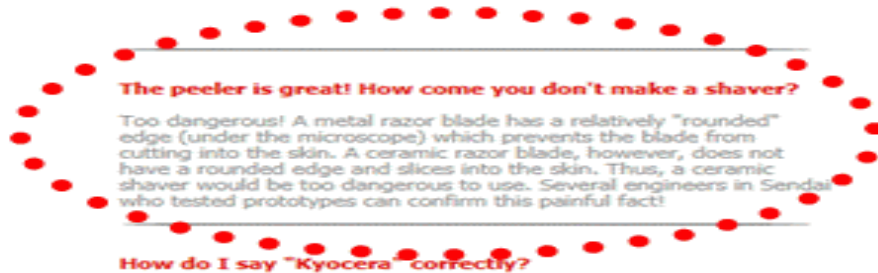 The peeler is great! How come you don't make a shaver?
Too dangerous! A metal razor blade has a relatively "rounded"
edge (under the microscope) which prevents the blade from
cutting into the skin. A ceramic razor blade, however, does not
have a rounded edge and slices into the skin. Thus, a ceramic
shaver would be too dangerous to use. Several engineers in Sendai
who tested prototypes can confirm this painful fact!
How do I say "Kyocera" correctly?